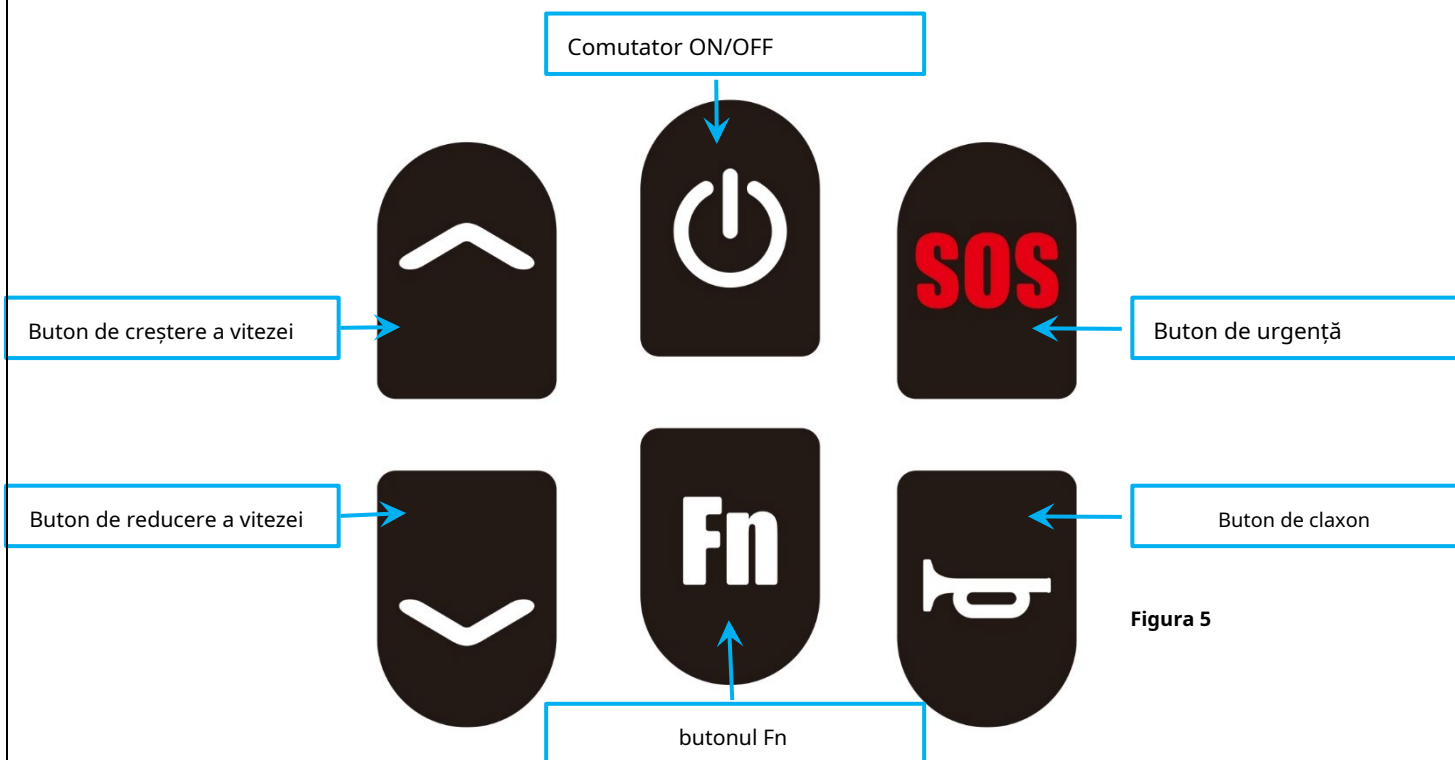 Comutator ON/OFF
SOS
Buton de creștere a vitezei
Buton de urgență
Buton de reducere a vitezei
Fn
Buton de claxon
Figura 5
butonul Fn